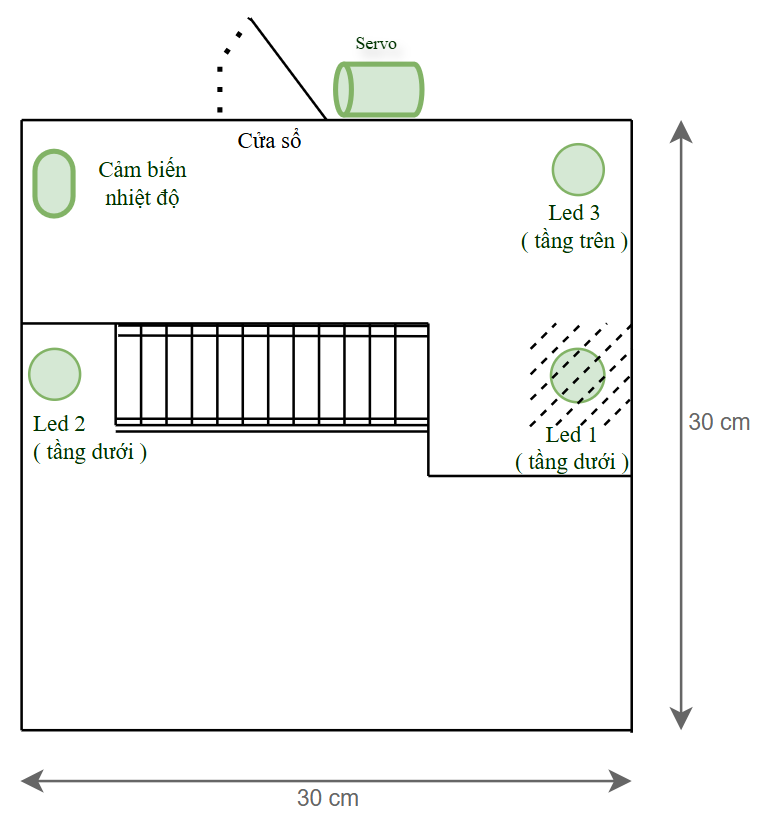 Servo
Cửa sổ
Cảm biến
nhiệt độ
Led 3
( tầng trên )
Led 2
( tầng dưới )
Led 1
( tầng dưới )
30 cm
30 cm